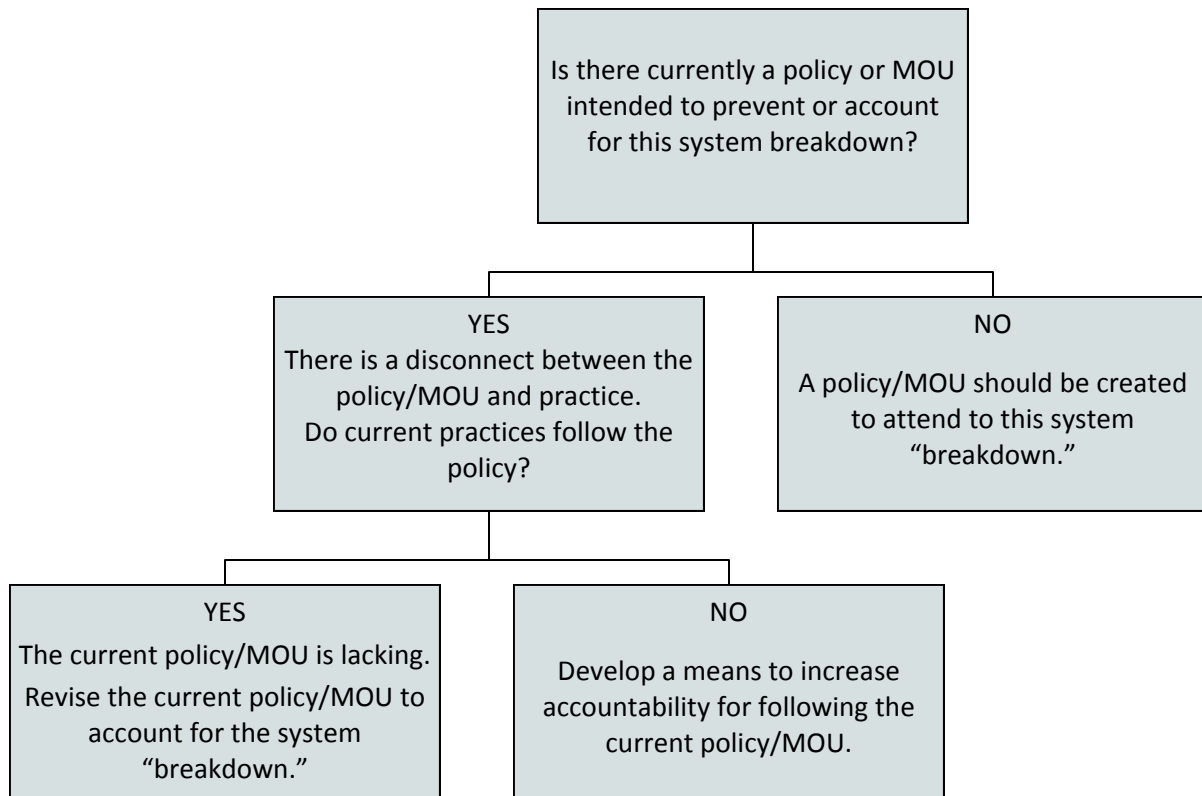 Is there currently a policy or MOU
intended to prevent or account
for this system breakdown?
YES
There is a disconnect between the
policy/MOU and practice.
Do current practices follow the
policy?
NO
A policy/MOU should be created
to attend to this system
“breakdown.”
YES
The current policy/MOU is lacking.
Revise the current policy/MOU to
account for the system
“breakdown.”
NO
Develop a means to increase
accountability for following the
current policy/MOU.